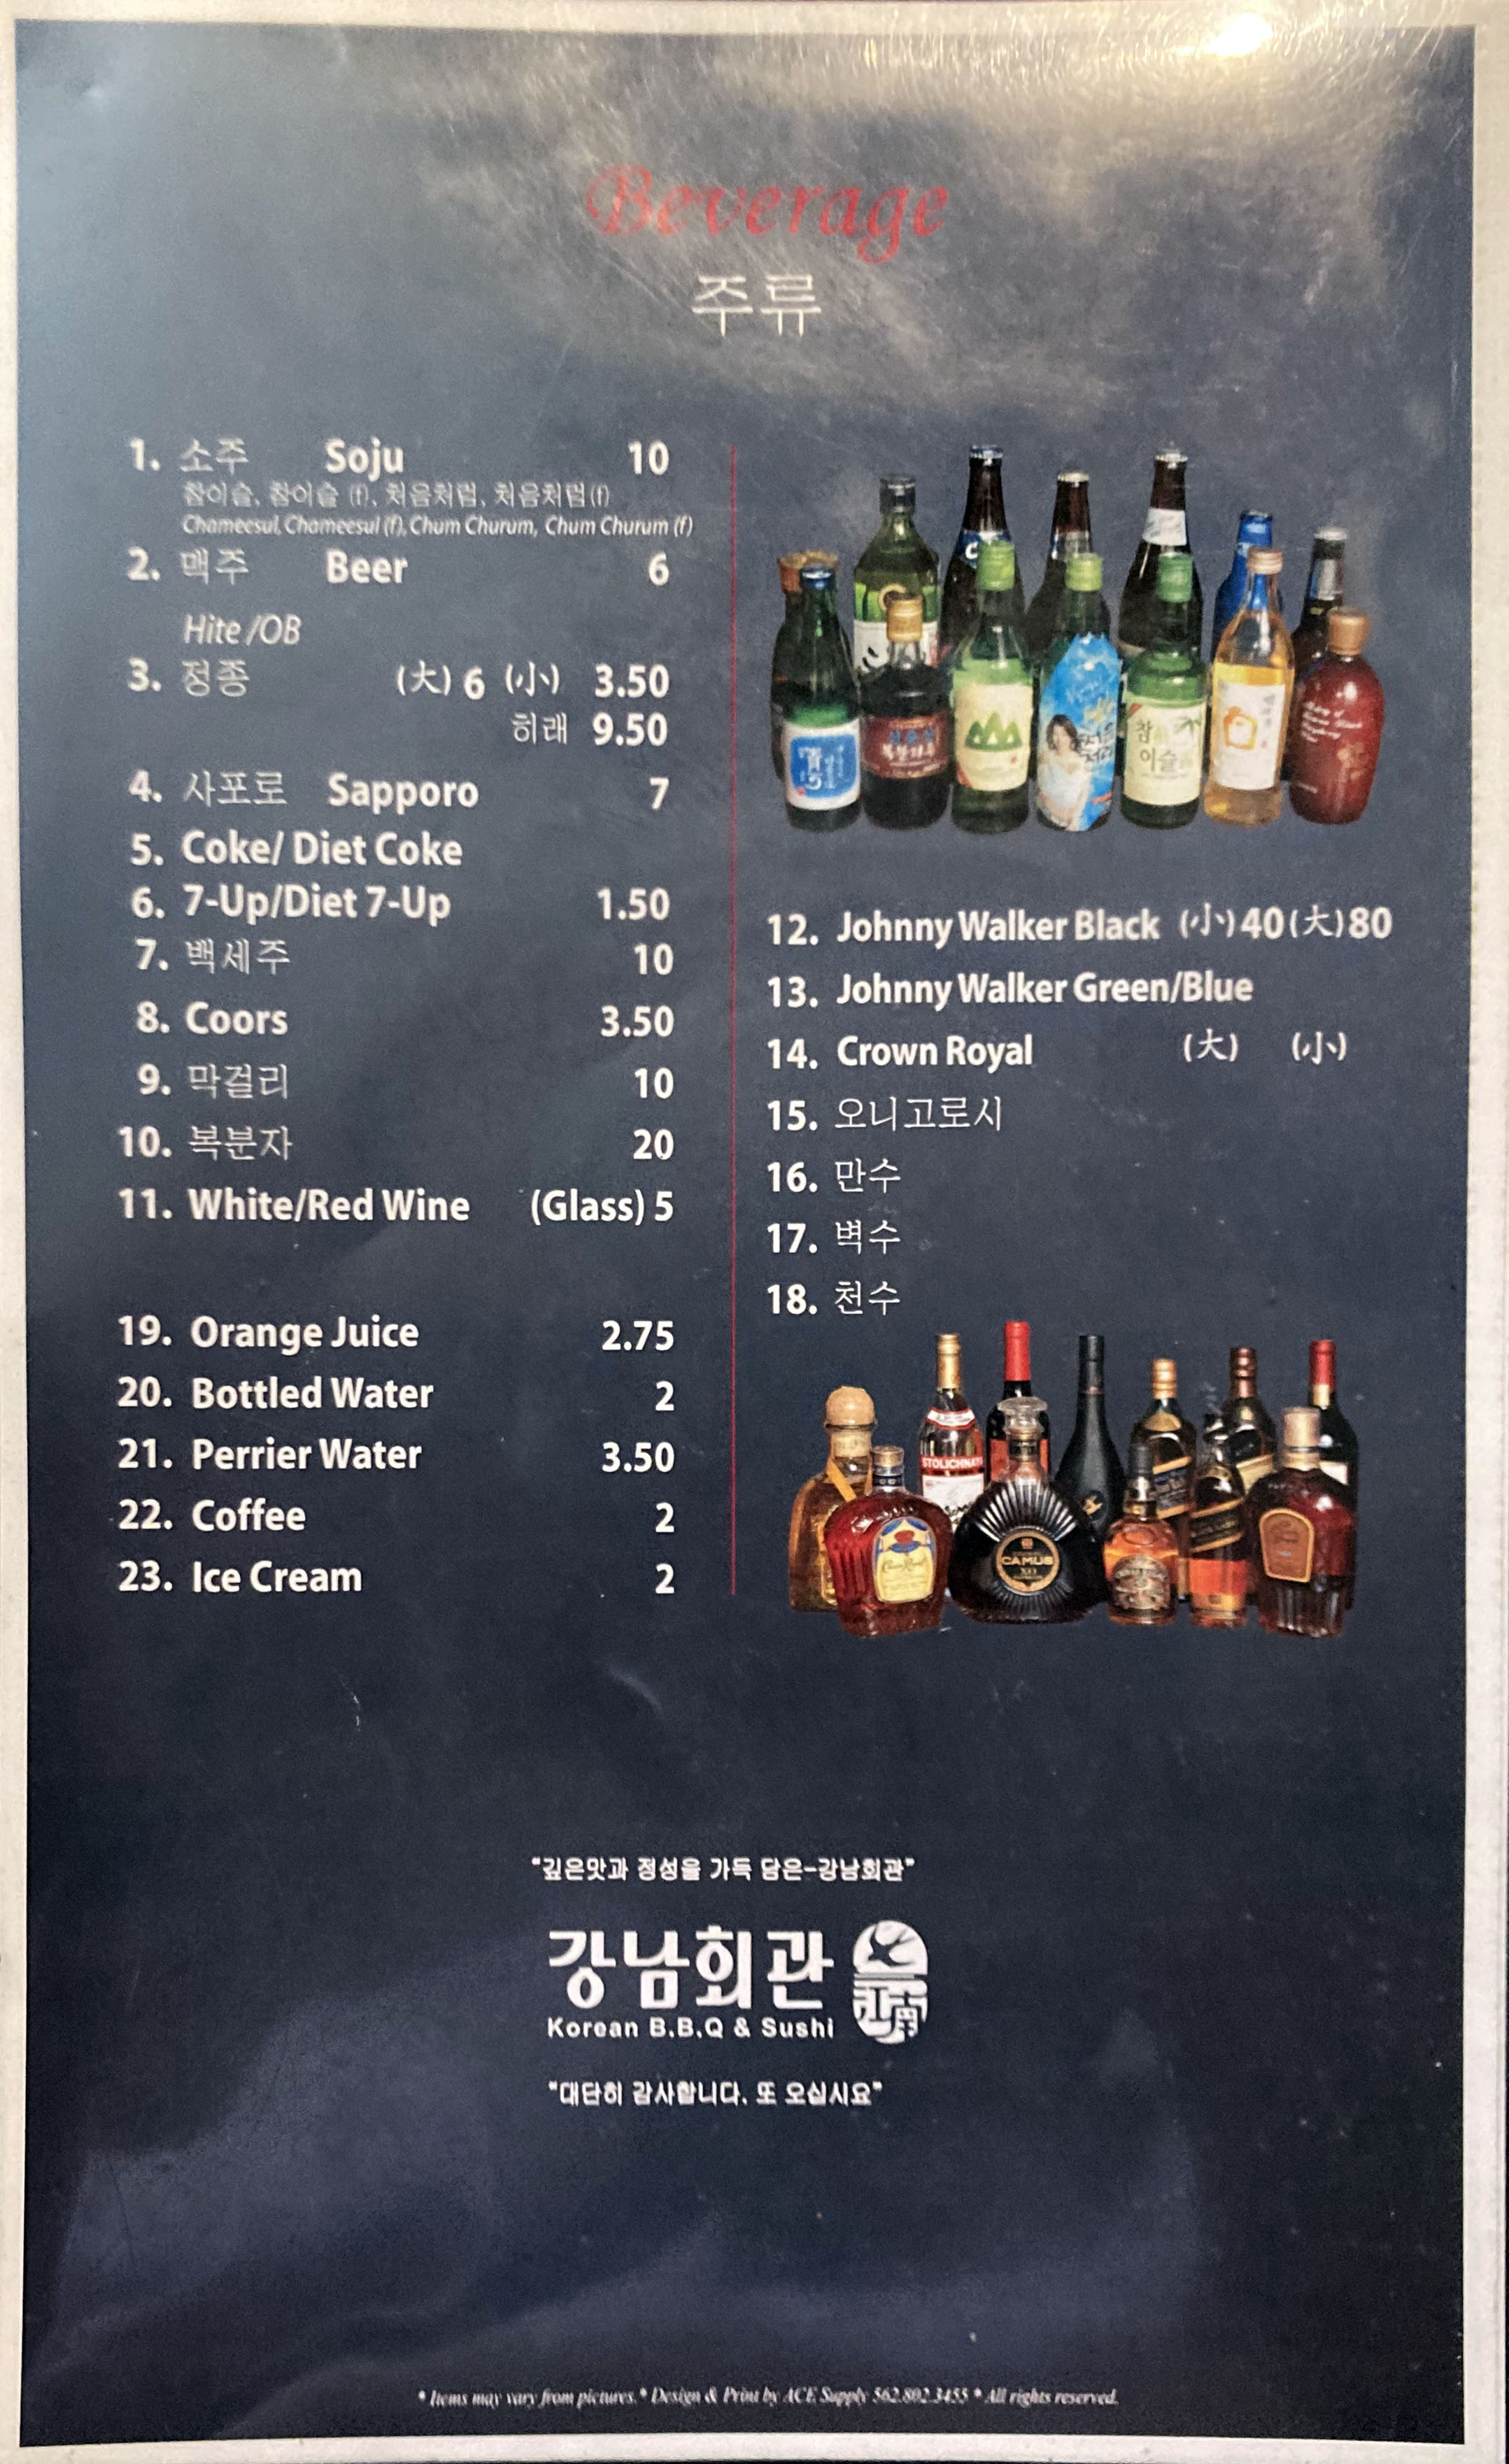 Beverage
주류
1. 소주 Soju 10
참이슬, 참이슬 (f), 처음처럼, 처음처럼(f)
Chameesul, Chameesul (f), Chum Churum, Chum Churum (f)
2. 맥주 Beer 6
Hite /OB
3. 정종 (大) 6 (小) 3.50
히래 9.50
4. 사포로 Sapporo 7
5. Coke/ Diet Coke
6. 7-Up/Diet 7-Up 1.50
7. 백세주 10
8. Coors 3.50
9. 막걸리 10
10. 복분자 20
11. White/Red Wine (Glass) 5
19. Orange Juice 2.75
20. Bottled Water 2
21. Perrier Water 3.50
22. Coffee 2
23. Ice Cream 2
참
이슬
12. Johnny Walker Black (小)40(大)80
13. Johnny Walker Green/Blue
14. Crown Royal (大) (小)
15. 오니고로시
16. 만수
17. 벽수
18. 천수
STOLICHNAYA
CAMUS
XO
"깊은맛과 정성을 가득 담은-강남회관"
강남회관
Korean B.B.Q & Sushi
江南
"대단히 감사합니다. 또 오십시요"
* Items may vary from pictures. * Design & Print by ACE Supply 562.802.3455 * All rights reserved.